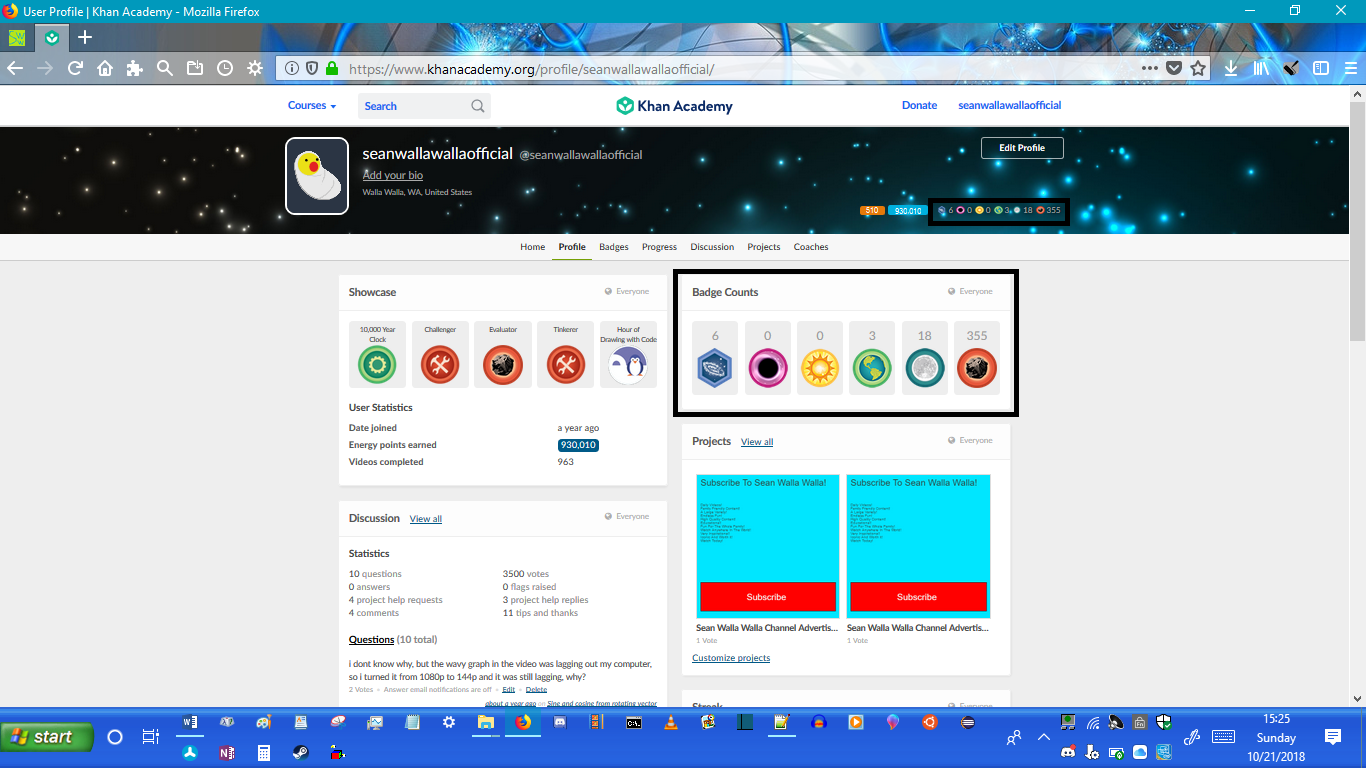 User Profile | Khan Academy - Mozilla Firefox
https://www.khanacademy.org/profile/seanwallawallaofficial/
Courses
Search
Khan Academy
Donate
seanwallawallaofficial
seanwallawallaofficial @seanwallawallaofficial
Edit Profile
Add your bio
Walla Walla, WA, United States
510 930,010 6 0 0 3 18 355
Home Profile Badges Progress Discussion Projects Coaches
Showcase
Everyone
10,000 Year Clock
Challenger
Evaluator
Tinkerer
Hour of Drawing with Code
User Statistics
Date joined a year ago
Energy points earned 930,010
Videos completed 963
Badge Counts
Everyone
6 0 0 3 18 355
Projects View all
Everyone
Subscribe To Sean Walla Walla!
Subscribe
Sean Walla Walla Channel Advertis...
1 Vote
Subscribe To Sean Walla Walla!
Subscribe
Sean Walla Walla Channel Advertis...
1 Vote
Customize projects
Discussion View all
Everyone
Statistics
10 questions 3500 votes
0 answers 0 flags raised
4 project help requests 3 project help replies
4 comments 11 tips and thanks
Questions (10 total)
i dont know why, but the wavy graph in the video was lagging out my computer,
so i turned it from 1080p to 144p and it was still lagging, why?
2 Votes • Answer email notifications are off • Edit • Delete
about a year ago on Sine and cosine from rotating vector
Streak
Everyone
start
15:25
Sunday
10/21/2018